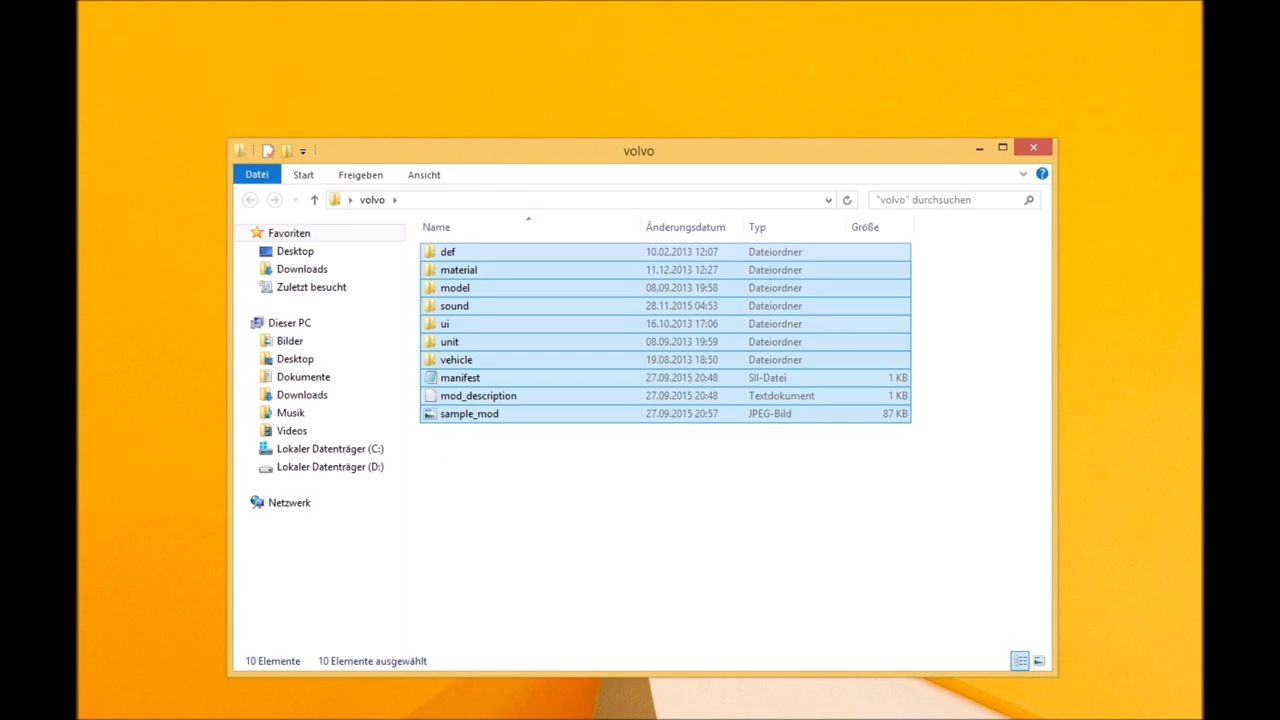 volvo
Datei Start Freigeben Ansicht
volvo "volvo" durchsuchen
Name Änderungsdatum Typ Größe
Favoriten
Desktop
Downloads
Zuletzt besucht
Dieser PC
Bilder
Desktop
Dokumente
Downloads
Musik
Videos
Lokaler Datenträger (C:)
Lokaler Datenträger (D:)
Netzwerk
def 10.02.2013 12:07 Dateiordner
material 11.12.2013 12:27 Dateiordner
model 08.09.2013 19:58 Dateiordner
sound 28.11.2015 04:53 Dateiordner
ui 16.10.2013 17:06 Dateiordner
unit 08.09.2013 19:59 Dateiordner
vehicle 19.08.2013 18:50 Dateiordner
manifest 27.09.2015 20:48 SII-Datei 1 KB
mod_description 27.09.2015 20:48 Textdokument 1 KB
sample_mod 27.09.2015 20:57 JPEG-Bild 87 KB
10 Elemente 10 Elemente ausgewählt